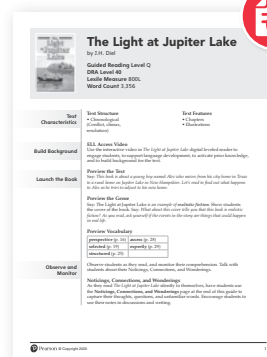 The Light at Jupiter Lake
by J.H. Diel
Guided Reading Level Q
DRA Level 40
Lexile Measure 800L
Word Count 3,356
Text
Characteristics
Text Structure
• Chronological
(Conflict, climax,
resolution)
Text Features
• Chapters
• Illustrations
Build Background
ELL Access Video
Use the interactive video in The Light at Jupiter Lake digital leveled reader to
engage students, to support language development, to activate prior knowledge,
and to build background for the text.
Launch the Book
Preview the Text
Say: This book is about a young boy named Alex who moves from his city home in Texas
to a rural home on Jupiter Lake in New Hampshire. Let's read to find out what happens
to Alex as he tries to adjust to his new home.
Preview the Genre
Say: The Light at Jupiter Lake is an example of realistic fiction. Show students
the cover of the book. Say: What about this cover tells you that this book is realistic
fiction? As you read, ask yourself if the events in the story are things that could happen
in real life.
Preview Vocabulary
perspective (p. 16) access (p. 28)
selected (p. 19) expertly (p. 29)
structured (p. 29)
Observe and
Monitor
Observe students as they read, and monitor their comprehension. Talk with
students about their Noticings, Connections, and Wonderings.
Noticings, Connections, and Wonderings
As they read The Light at Jupiter Lake silently to themselves, have students use
the Noticings, Connections, and Wonderings page at the end of this guide to
capture their thoughts, questions, and unfamiliar words. Encourage students to
use their notes in discussions and writing.
Pearson © Copyright 2020
1